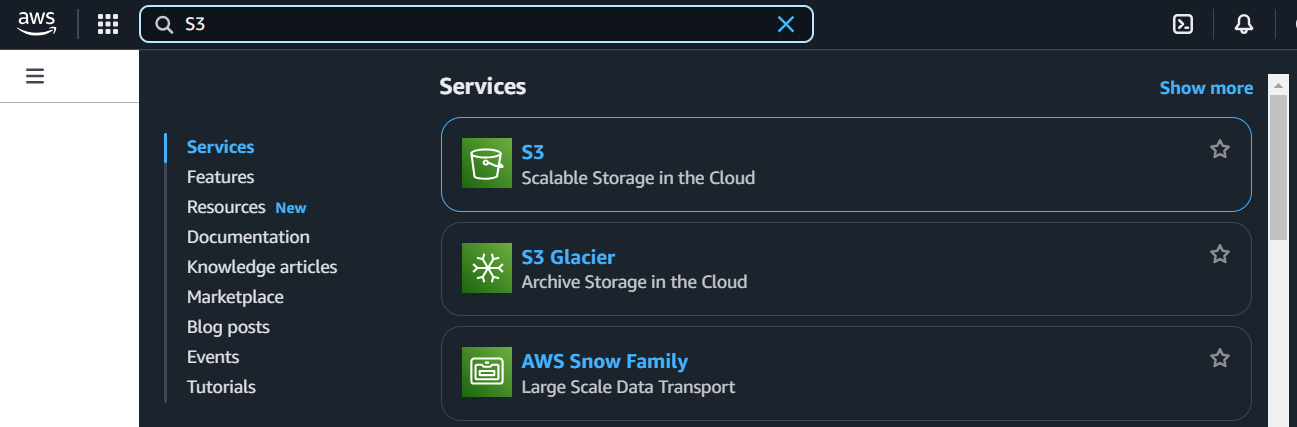 aws
S3
Services
Show more
Services
Features
Resources New
Documentation
Knowledge articles
Marketplace
Blog posts
Events
Tutorials
S3
Scalable Storage in the Cloud
S3 Glacier
Archive Storage in the Cloud
AWS Snow Family
Large Scale Data Transport